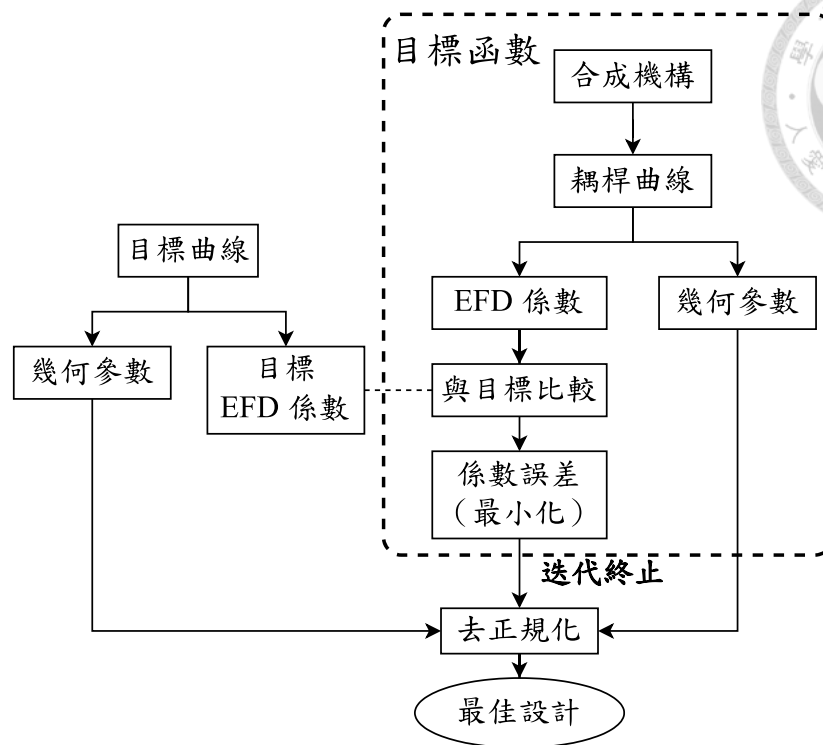 目標函數
合成機構
耦桿曲線
目標曲線
EFD 係數
幾何參數
幾何參數
目標
EFD 係數
與目標比較
係數誤差
（最小化）
迭代終止
去正規化
最佳設計